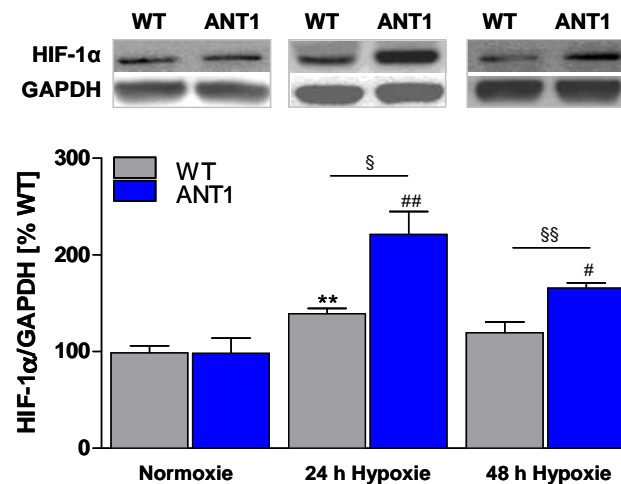 WT ANT1 WT ANT1 WT ANT1
HIF-1α
GAPDH
HIF-1α/GAPDH [% WT]
300
200
100
0
WT
ANT1
§
##
**
§§
#
Normoxie 24 h Hypoxie 48 h Hypoxie